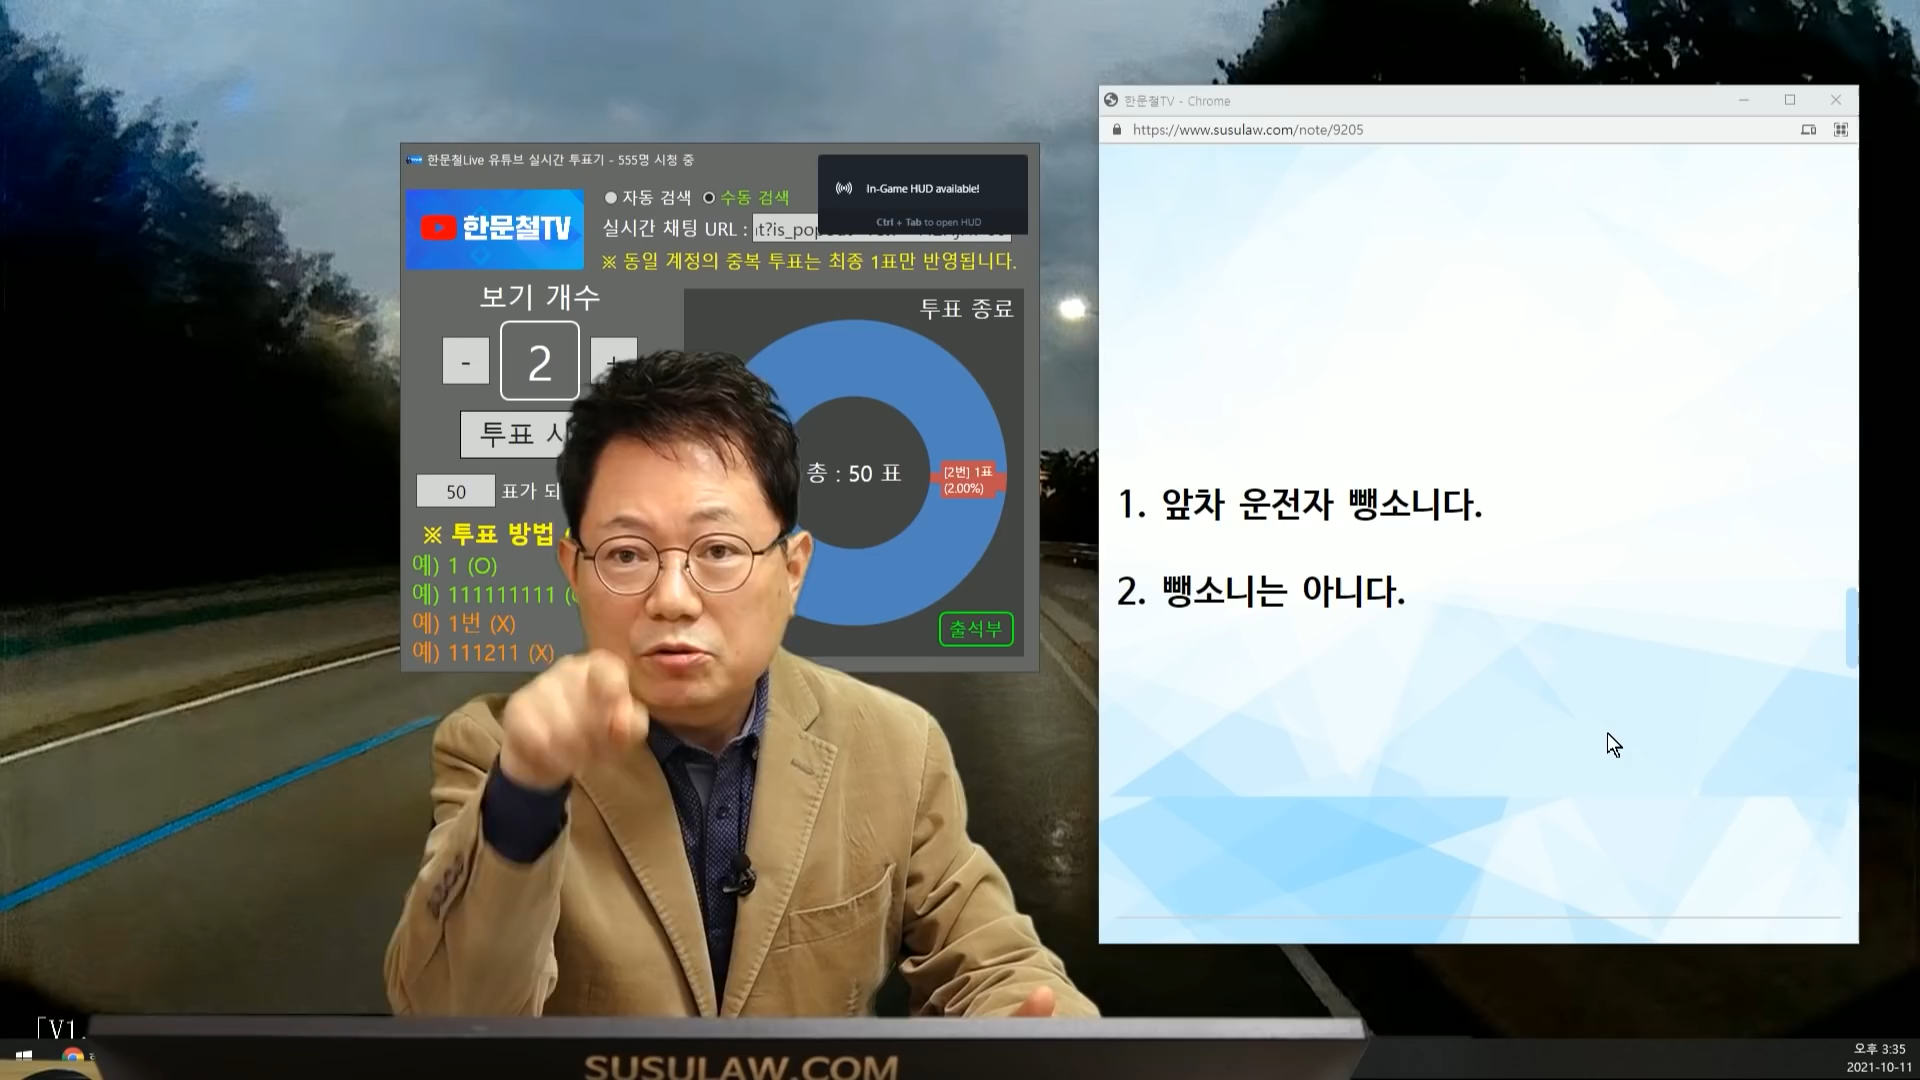 한문철Live 유튜브 실시간 투표기 - 555명 시청 중
한문철TV
자동 검색 수동 검색
실시간 채팅 URL :
In-Game HUD available!
Ctrl + Tab to open HUD
※ 동일 계정의 중복 투표는 최종 1표만 반영됩니다.
보기 개수
- 2 +
투표
50 표가
※ 투표 방법
예) 1 (O)
예) 111111111
예) 1번 (X)
예) 111211 (X)
투표 종료
총 : 50 표
[2번] 1표
(2.00%)
출석부
한문철TV - Chrome
https://www.susulaw.com/note/9205
1. 앞차 운전자 뺑소니다.
2. 뺑소니는 아니다.
SUSULAW.COM
오후 3:35
2021-10-11